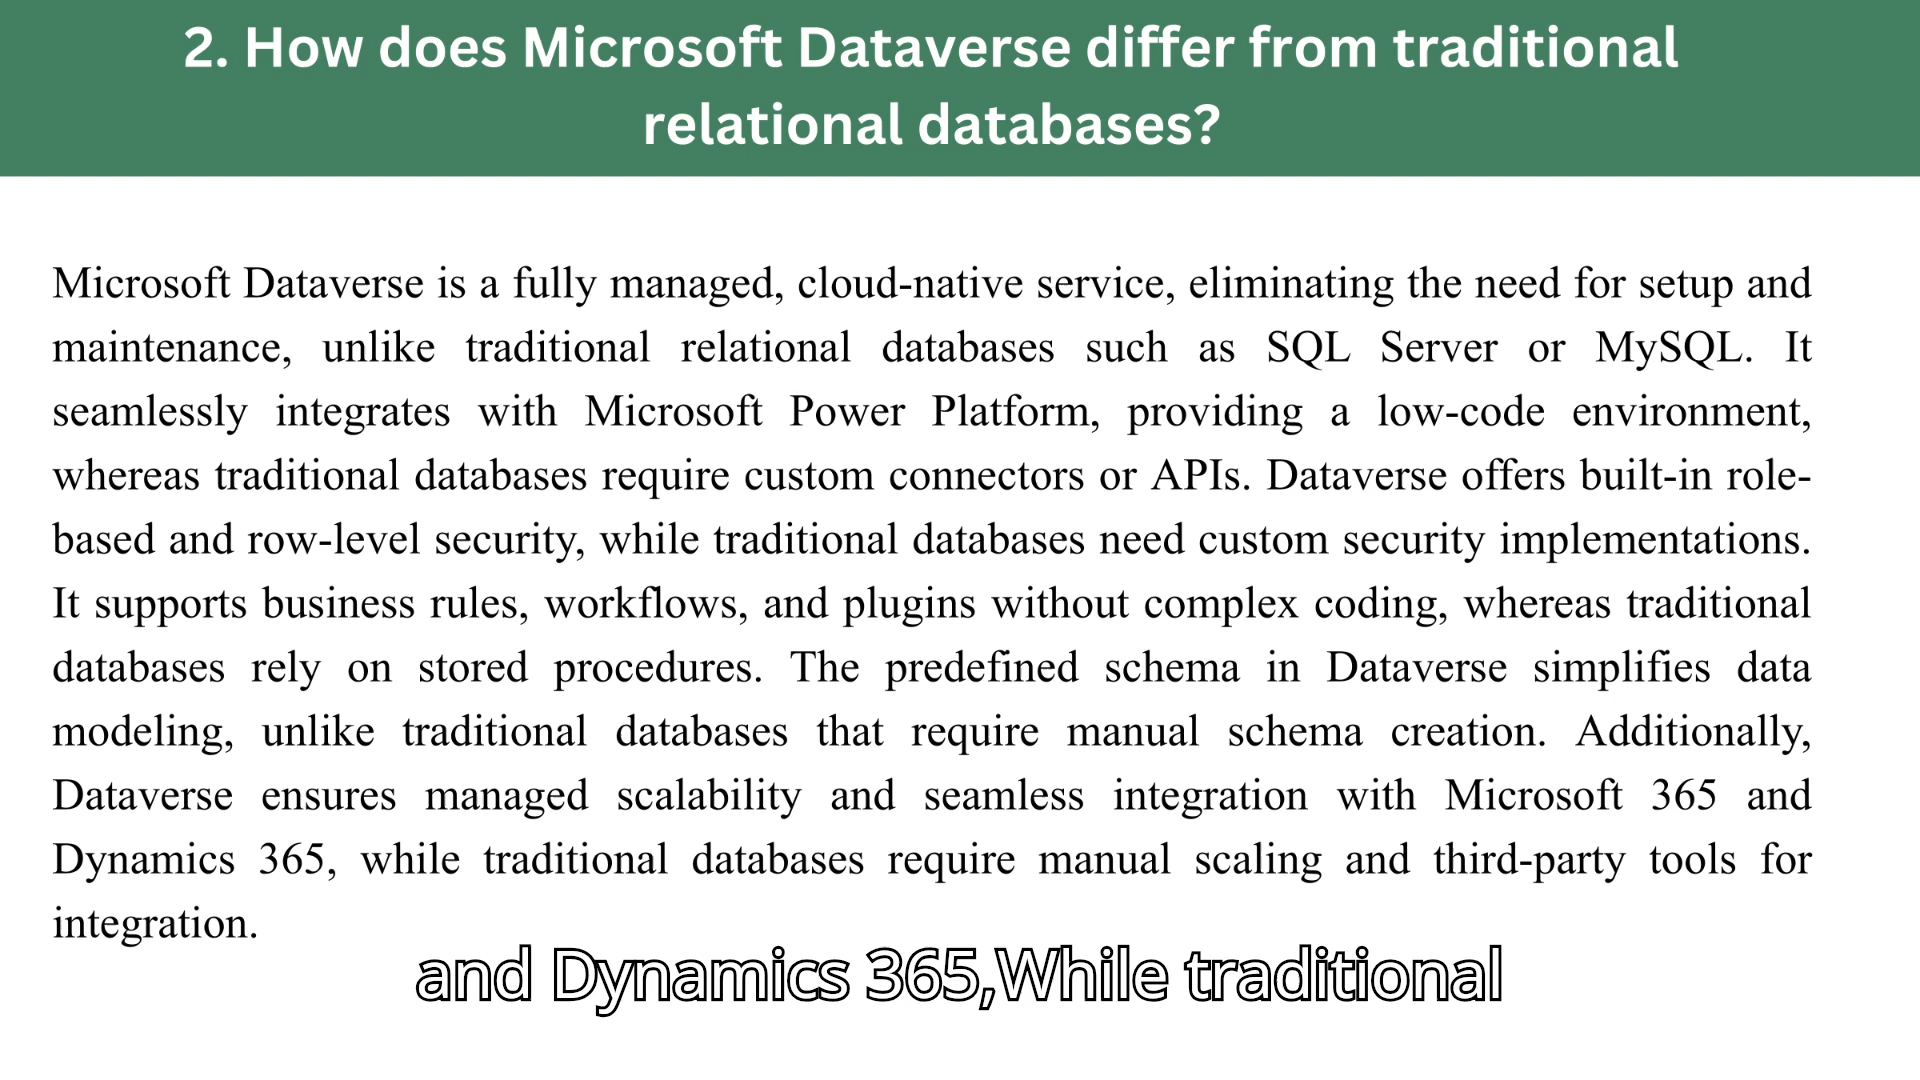 2. How does Microsoft Dataverse differ from traditional
relational databases?
Microsoft Dataverse is a fully managed, cloud-native service, eliminating the need for setup and
maintenance, unlike traditional relational databases such as SQL Server or MySQL. It
seamlessly integrates with Microsoft Power Platform, providing a low-code environment,
whereas traditional databases require custom connectors or APIs. Dataverse offers built-in role-
based and row-level security, while traditional databases need custom security implementations.
It supports business rules, workflows, and plugins without complex coding, whereas traditional
databases rely on stored procedures. The predefined schema in Dataverse simplifies data
modeling, unlike traditional databases that require manual schema creation. Additionally,
Dataverse ensures managed scalability and seamless integration with Microsoft 365 and
Dynamics 365, while traditional databases require manual scaling and third-party tools for
integration.
and Dynamics 365,While traditional